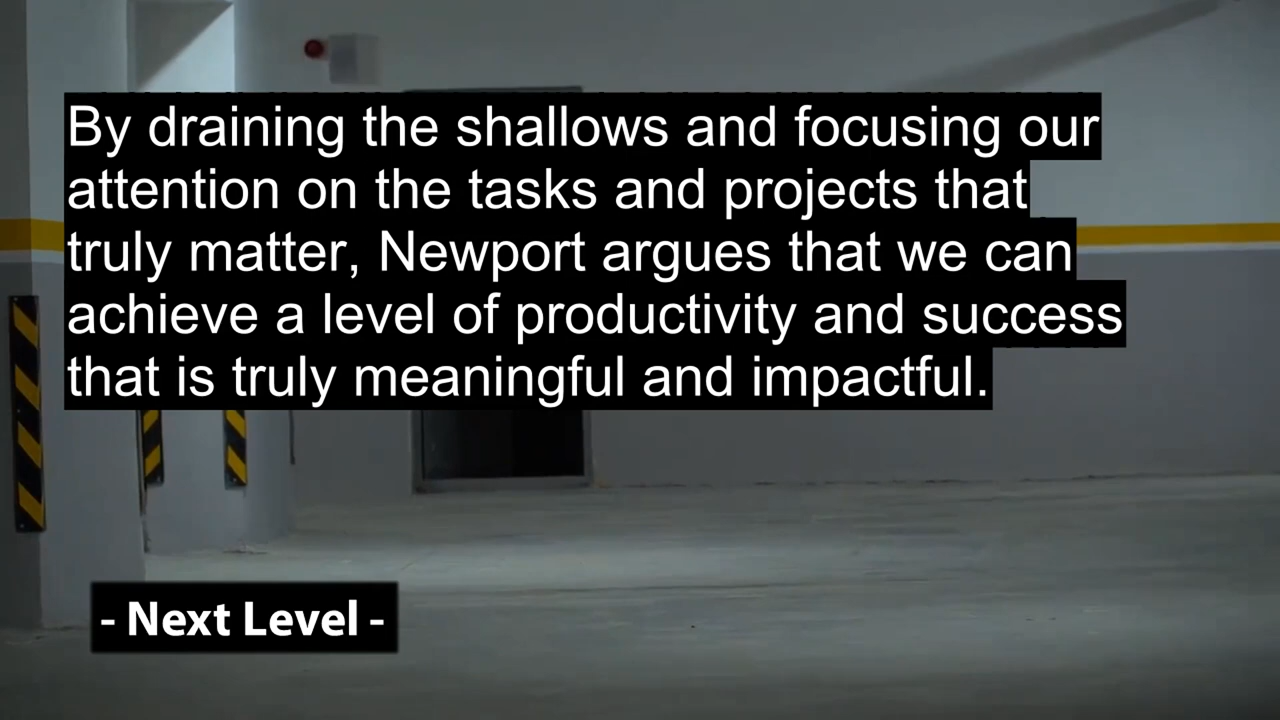 By draining the shallows and focusing our
attention on the tasks and projects that
truly matter, Newport argues that we can
achieve a level of productivity and success
that is truly meaningful and impactful.
- Next Level -